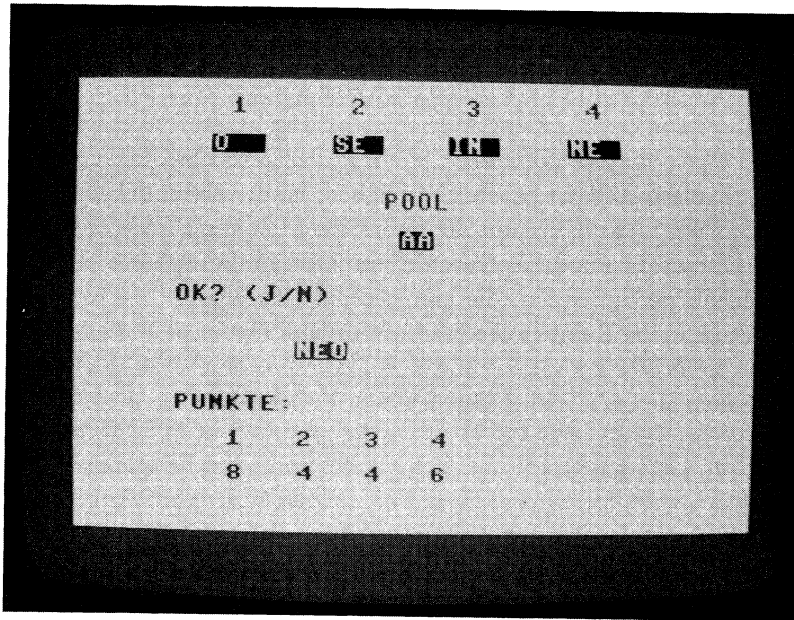 1 2 3 4
O SE IN NE
POOL
AA
OK? (J/N)
NEO
PUNKTE:
1 2 3 4
8 4 4 6